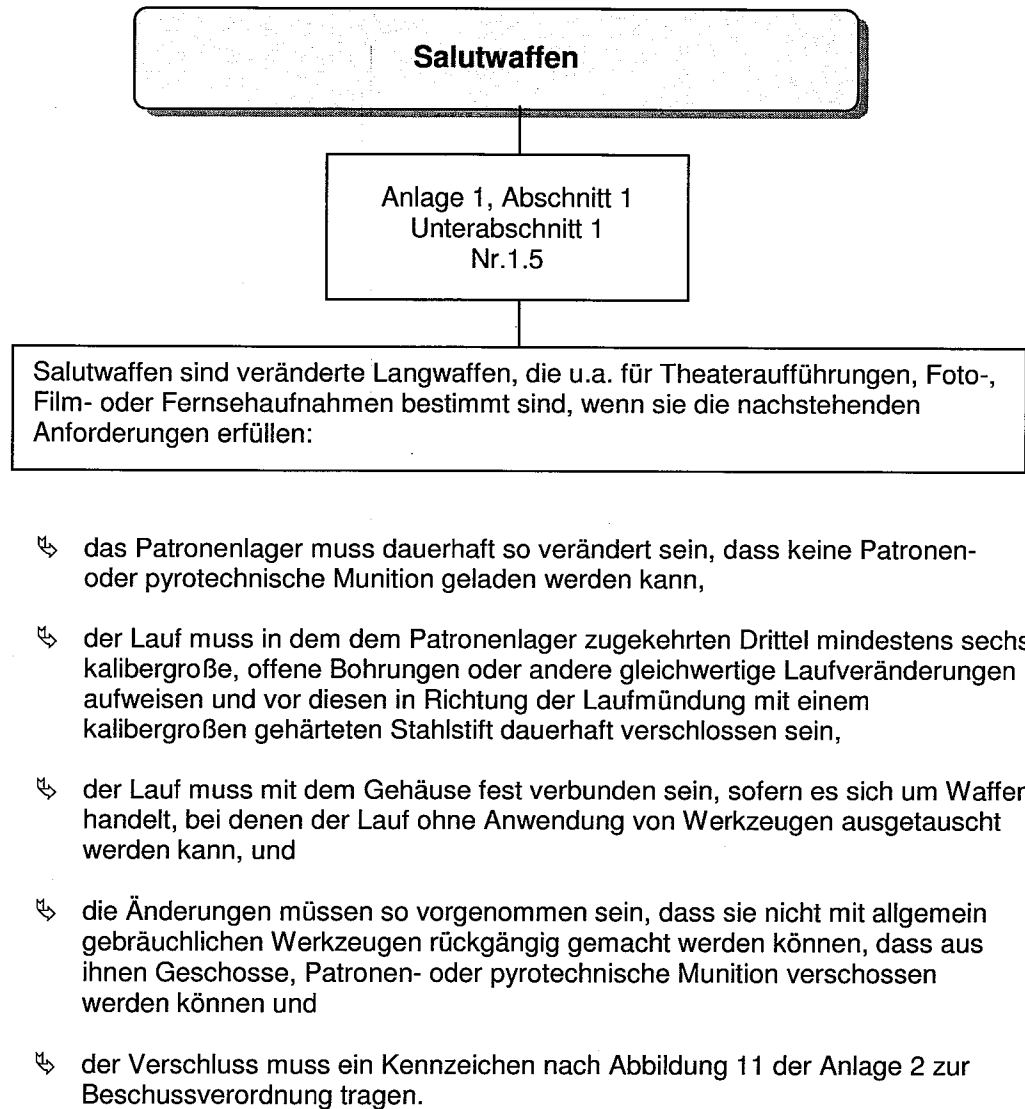 Salutwaffen
Anlage 1, Abschnitt 1
Unterabschnitt 1
Nr.1.5
Salutwaffen sind veränderte Langwaffen, die u.a. für Theateraufführungen, Foto-,
Film- oder Fernsehaufnahmen bestimmt sind, wenn sie die nachstehenden
Anforderungen erfüllen:
das Patronenlager muss dauerhaft so verändert sein, dass keine Patronen-
oder pyrotechnische Munition geladen werden kann,
der Lauf muss in dem dem Patronenlager zugekehrten Drittel mindestens sechs
kalibergroße, offene Bohrungen oder andere gleichwertige Laufveränderungen
aufweisen und vor diesen in Richtung der Laufmündung mit einem
kalibergroßen gehärteten Stahlstift dauerhaft verschlossen sein,
der Lauf muss mit dem Gehäuse fest verbunden sein, sofern es sich um Waffen
handelt, bei denen der Lauf ohne Anwendung von Werkzeugen ausgetauscht
werden kann, und
die Änderungen müssen so vorgenommen sein, dass sie nicht mit allgemein
gebräuchlichen Werkzeugen rückgängig gemacht werden können, dass aus
ihnen Geschosse, Patronen- oder pyrotechnische Munition verschossen
werden können und
der Verschluss muss ein Kennzeichen nach Abbildung 11 der Anlage 2 zur
Beschussverordnung tragen.